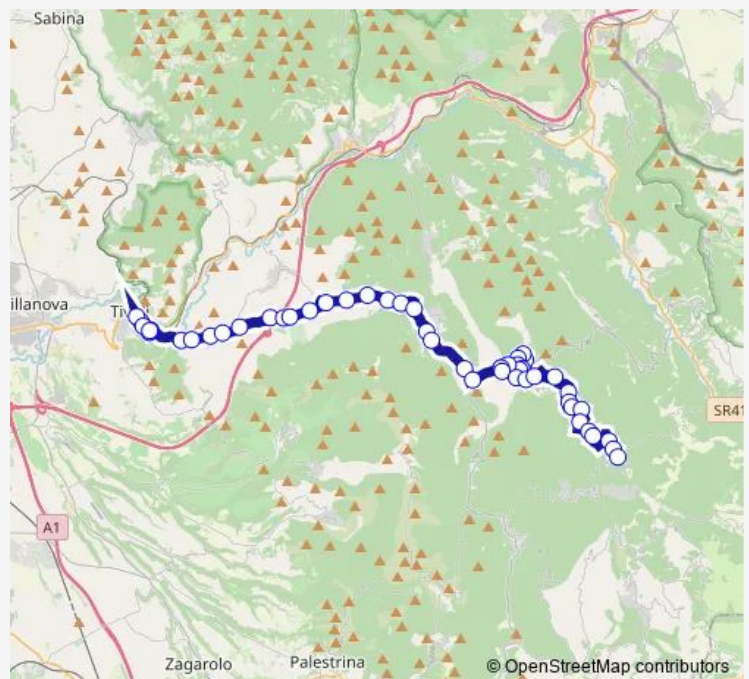 Sabina
illanova
Tiv
SR41
A1
Zagarolo
Palestrina
© OpenStreetMap contributors